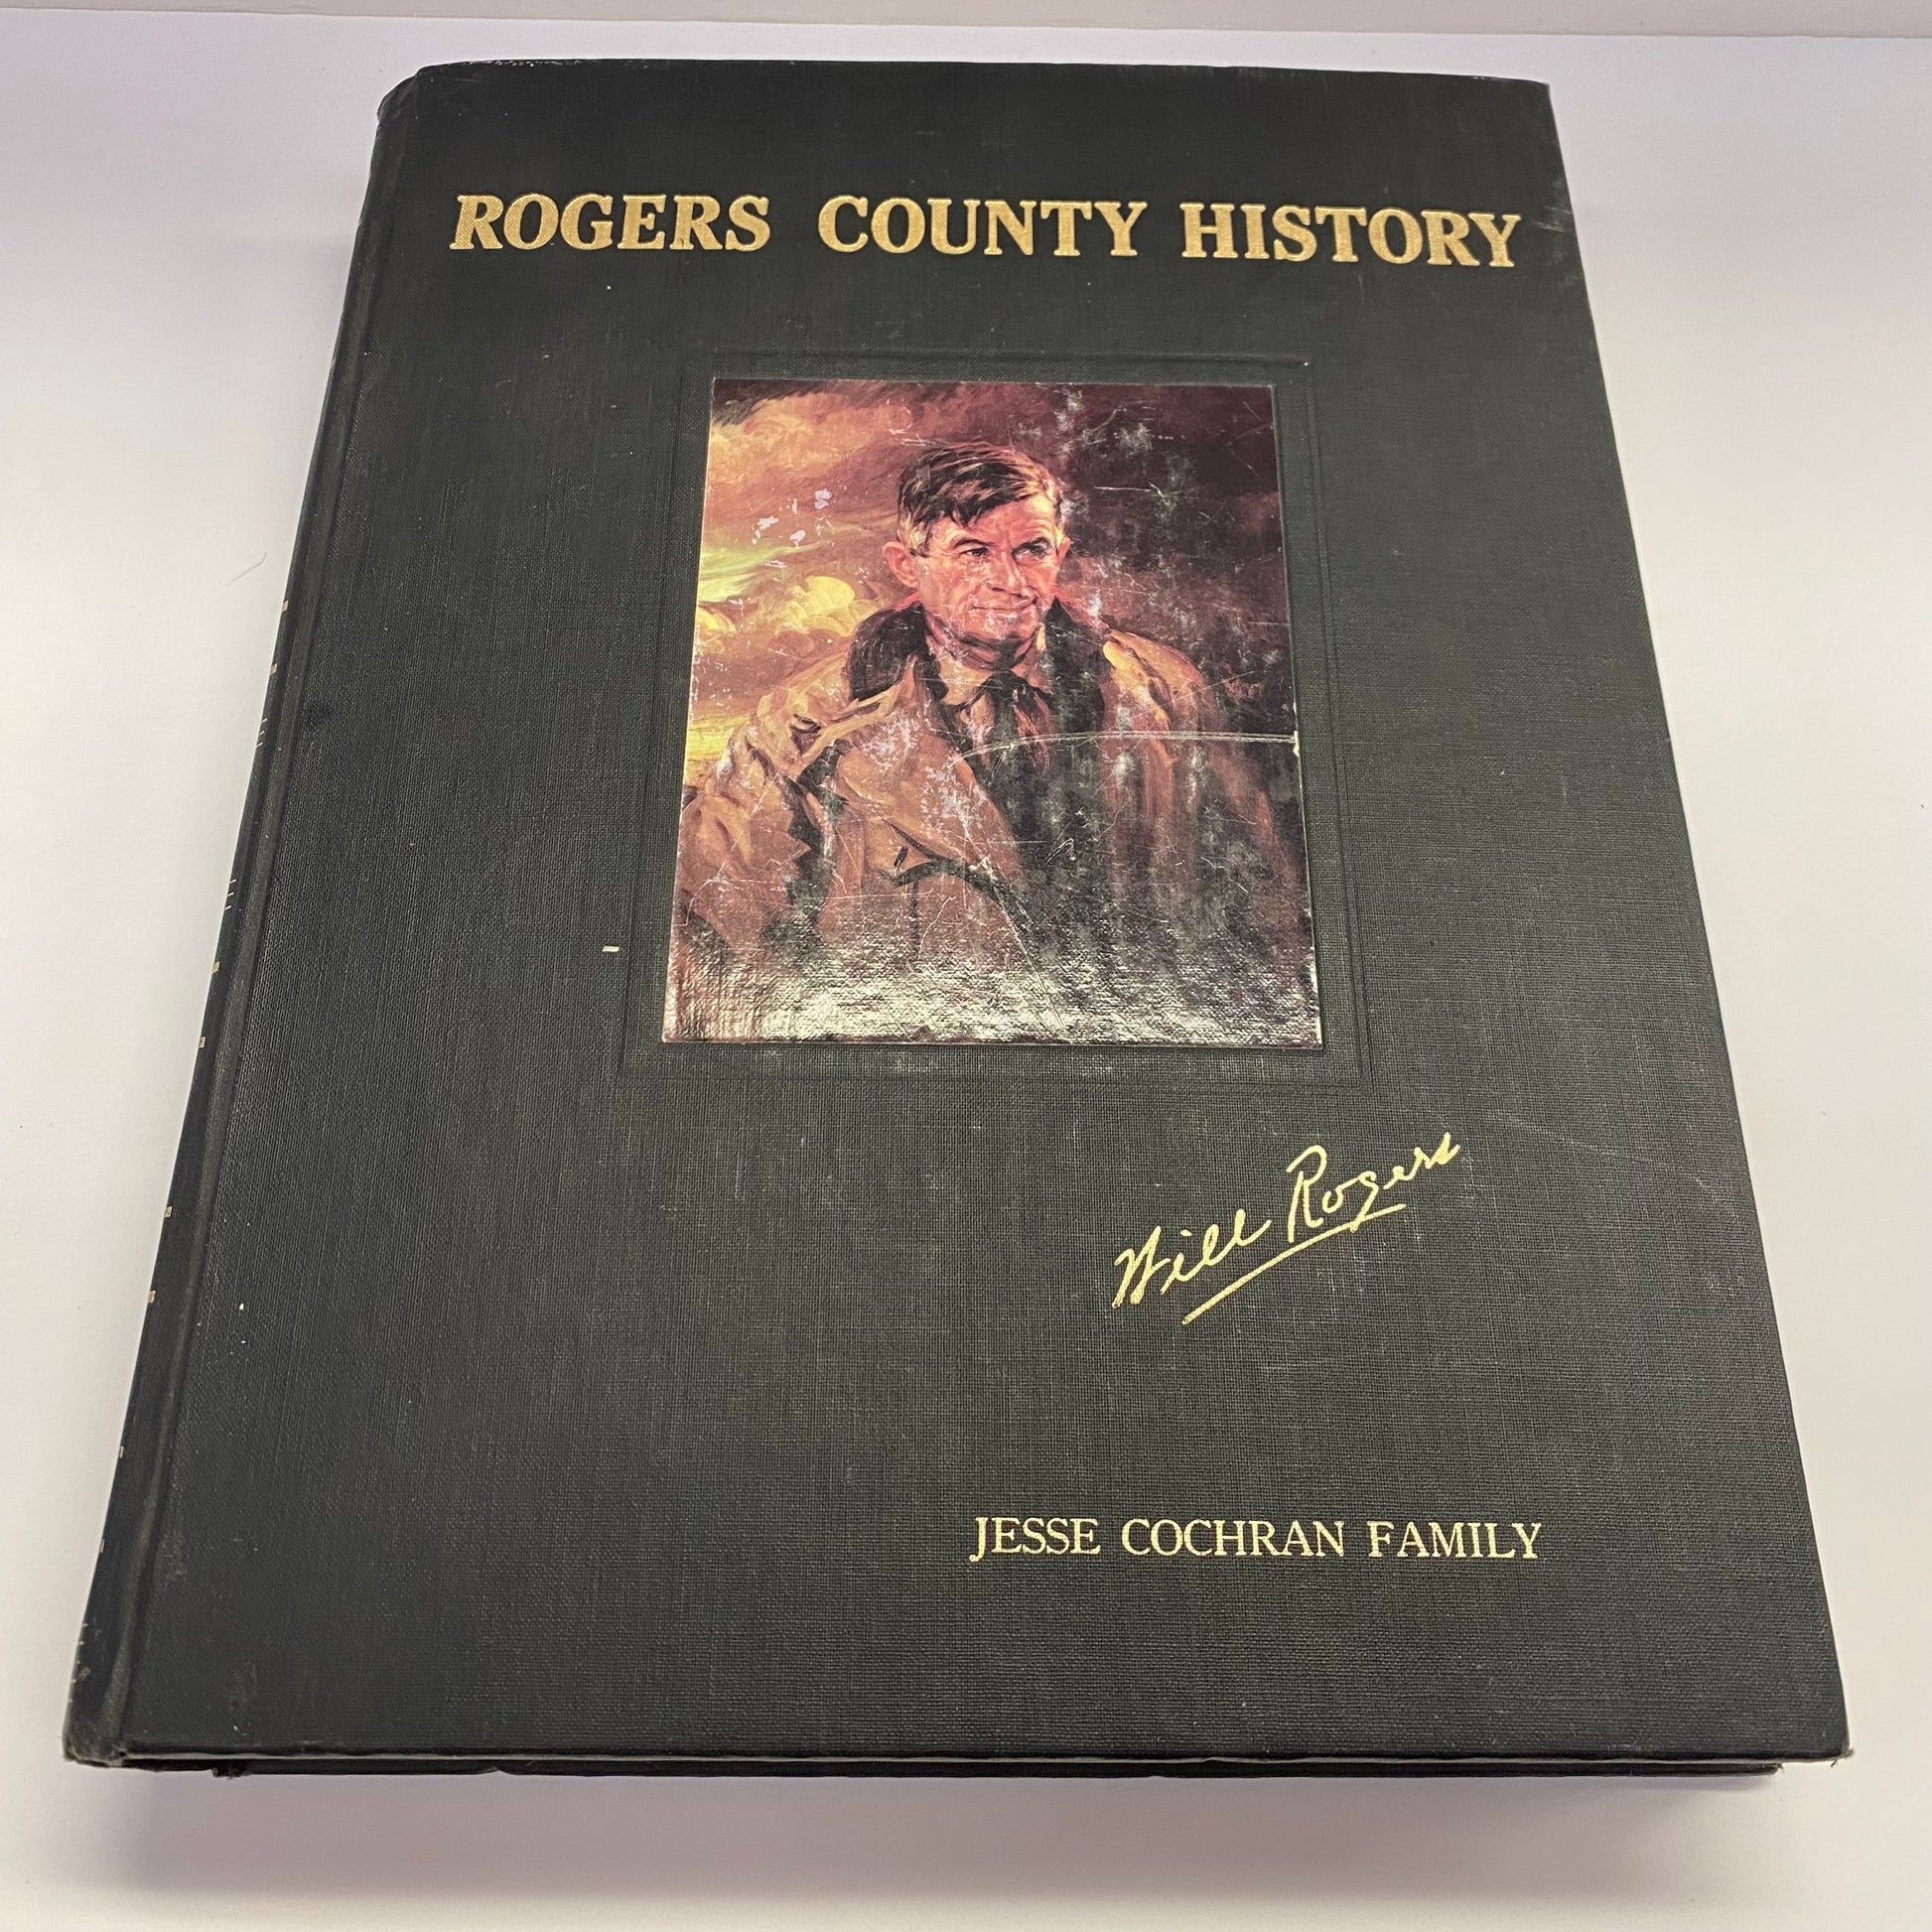 ROGERS COUNTY HISTORY
Will Rogers
JESSE COCHRAN FAMILY